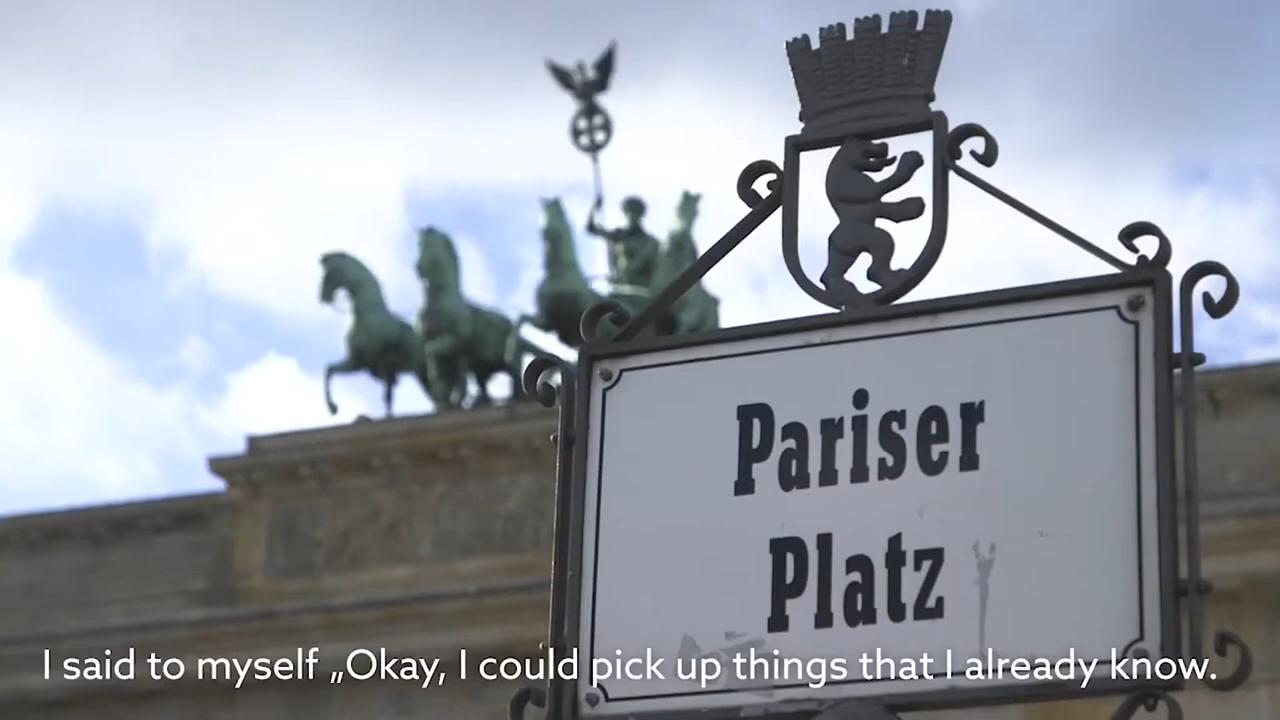 Pariser
Platz
I said to myself „Okay, I could pick up things that I already know.